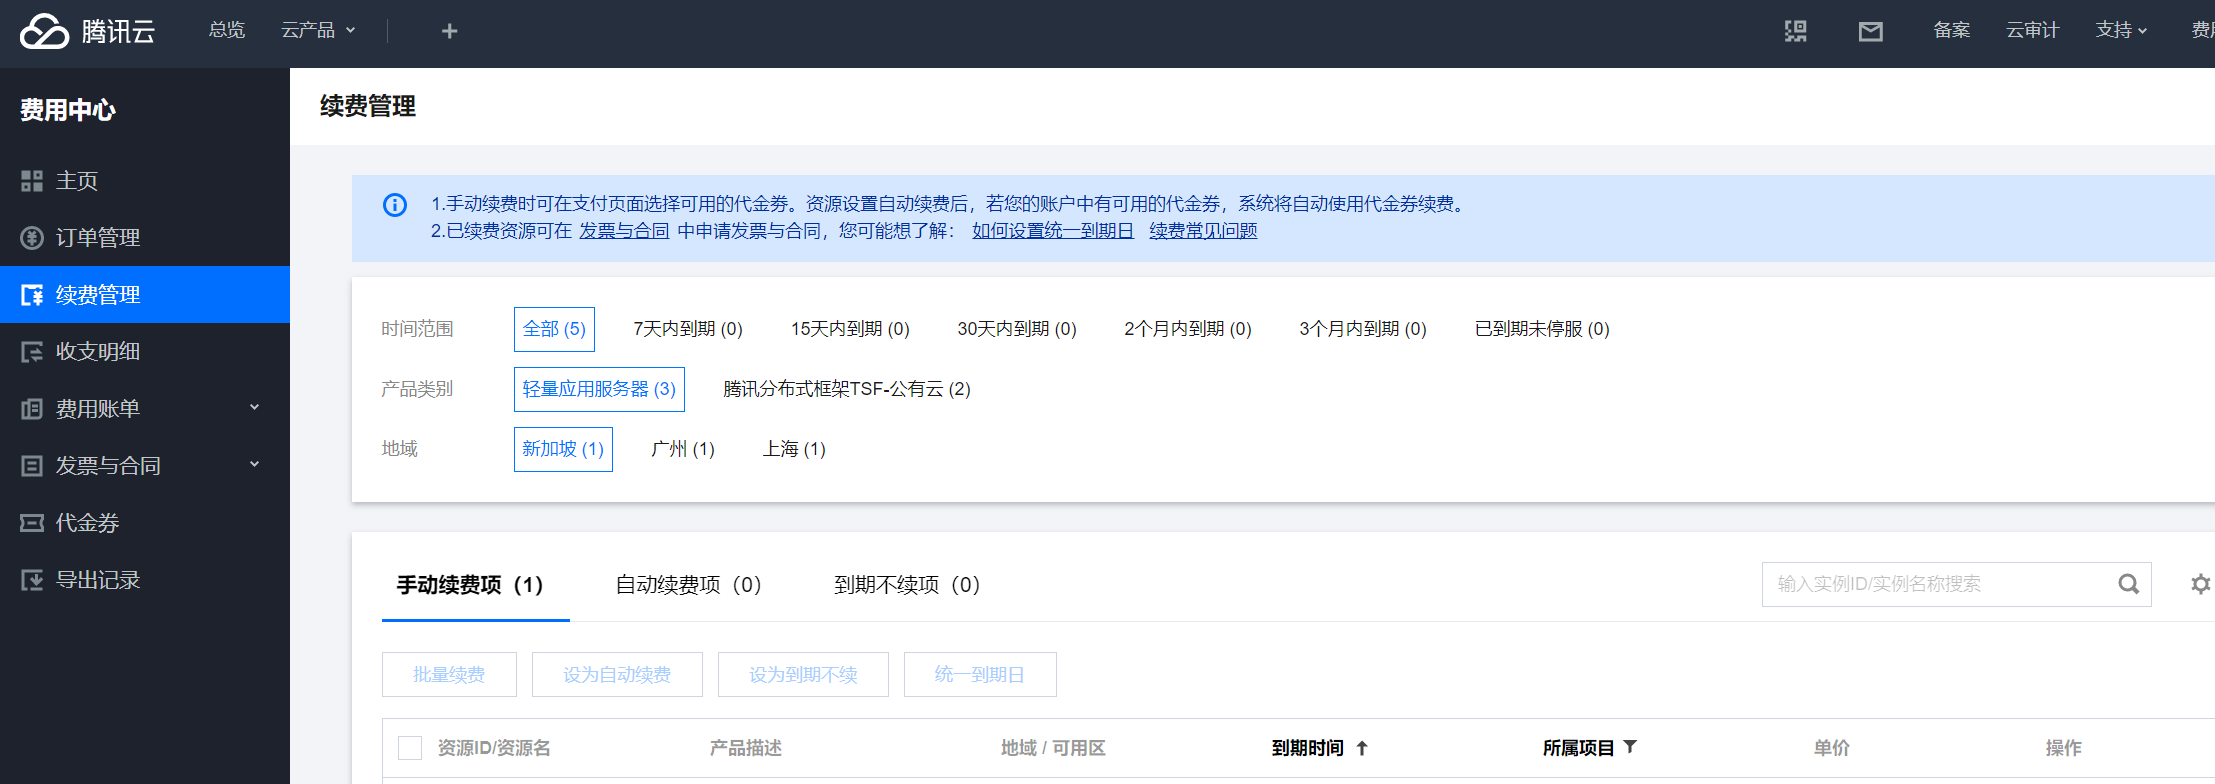 腾讯云 总览 云产品 备案 云审计 支持 费用
费用中心
主页
订单管理
续费管理
收支明细
费用账单
发票与合同
代金券
导出记录
续费管理
1.手动续费时可在支付页面选择可用的代金券。资源设置自动续费后，若您的账户中有可用的代金券，系统将自动使用代金券续费。
2.已续费资源可在 发票与合同 中申请发票与合同，您可能想了解： 如何设置统一到期日 续费常见问题
时间范围 全部 (5) 7天内到期 (0) 15天内到期 (0) 30天内到期 (0) 2个月内到期 (0) 3个月内到期 (0) 已到期未停服 (0)
产品类别 轻量应用服务器 (3) 腾讯分布式框架TSF-公有云 (2)
地域 新加坡 (1) 广州 (1) 上海 (1)
手动续费项（1） 自动续费项（0） 到期不续项（0） 输入实例ID/实例名称搜索
批量续费 设为自动续费 设为到期不续 统一到期日
资源ID/资源名 产品描述 地域 / 可用区 到期时间 所属项目 单价 操作